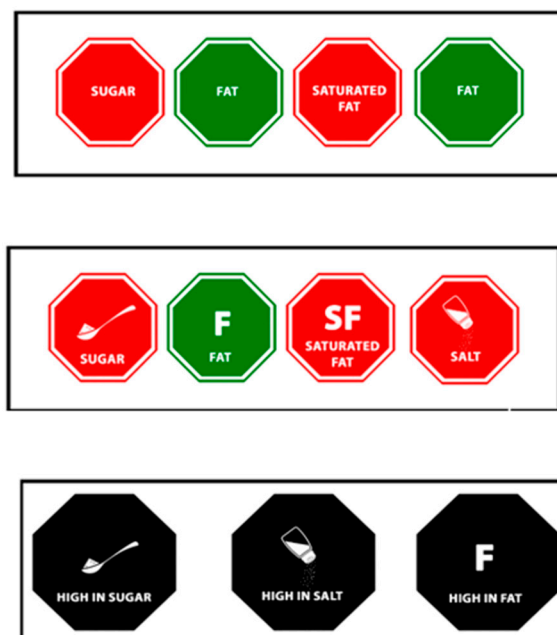 SUGAR
FAT
SATURATED
FAT
FAT
SUGAR
F
FAT
SF
SATURATED
FAT
SALT
HIGH IN SUGAR
HIGH IN SALT
F
HIGH IN FAT